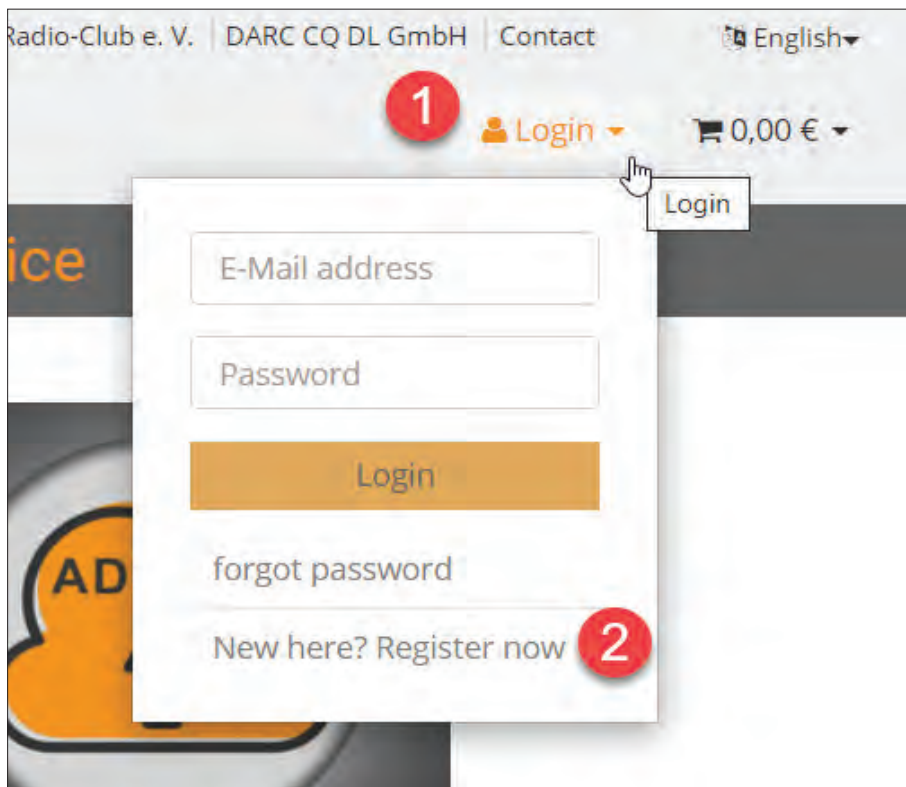 Radio-Club e. V. DARC CQ DL GmbH Contact English
1 Login 0,00 €
Login
ice
E-Mail address
Password
Login
forgot password
AD
New here? Register now 2